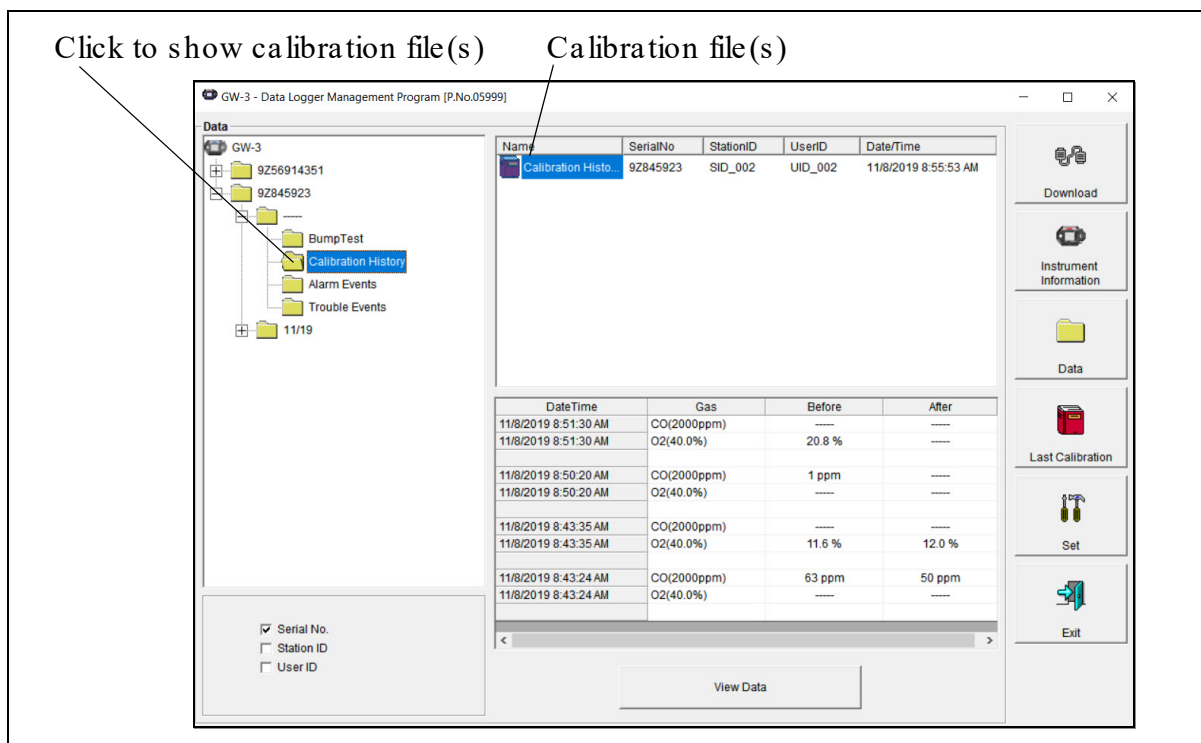 Click to show calibration file(s) Calibration file(s)
GW-3 - Data Logger Management Program [P.No.05999]
Data
GW-3
9Z56914351
9Z845923
-----
BumpTest
Calibration History
Alarm Events
Trouble Events
11/19
Serial No.
Station ID
User ID
Name SerialNo StationID UserID Date/Time
Calibration Histo... 9Z845923 SID_002 UID_002 11/8/2019 8:55:53 AM
DateTime Gas Before After
11/8/2019 8:51:30 AM CO(2000ppm) ----- -----
11/8/2019 8:51:30 AM O2(40.0%) 20.8 % -----
11/8/2019 8:50:20 AM CO(2000ppm) 1 ppm -----
11/8/2019 8:50:20 AM O2(40.0%) ----- -----
11/8/2019 8:43:35 AM CO(2000ppm) ----- -----
11/8/2019 8:43:35 AM O2(40.0%) 11.6 % 12.0 %
11/8/2019 8:43:24 AM CO(2000ppm) 63 ppm 50 ppm
11/8/2019 8:43:24 AM O2(40.0%) ----- -----
View Data
Download
Instrument
Information
Data
Last Calibration
Set
Exit